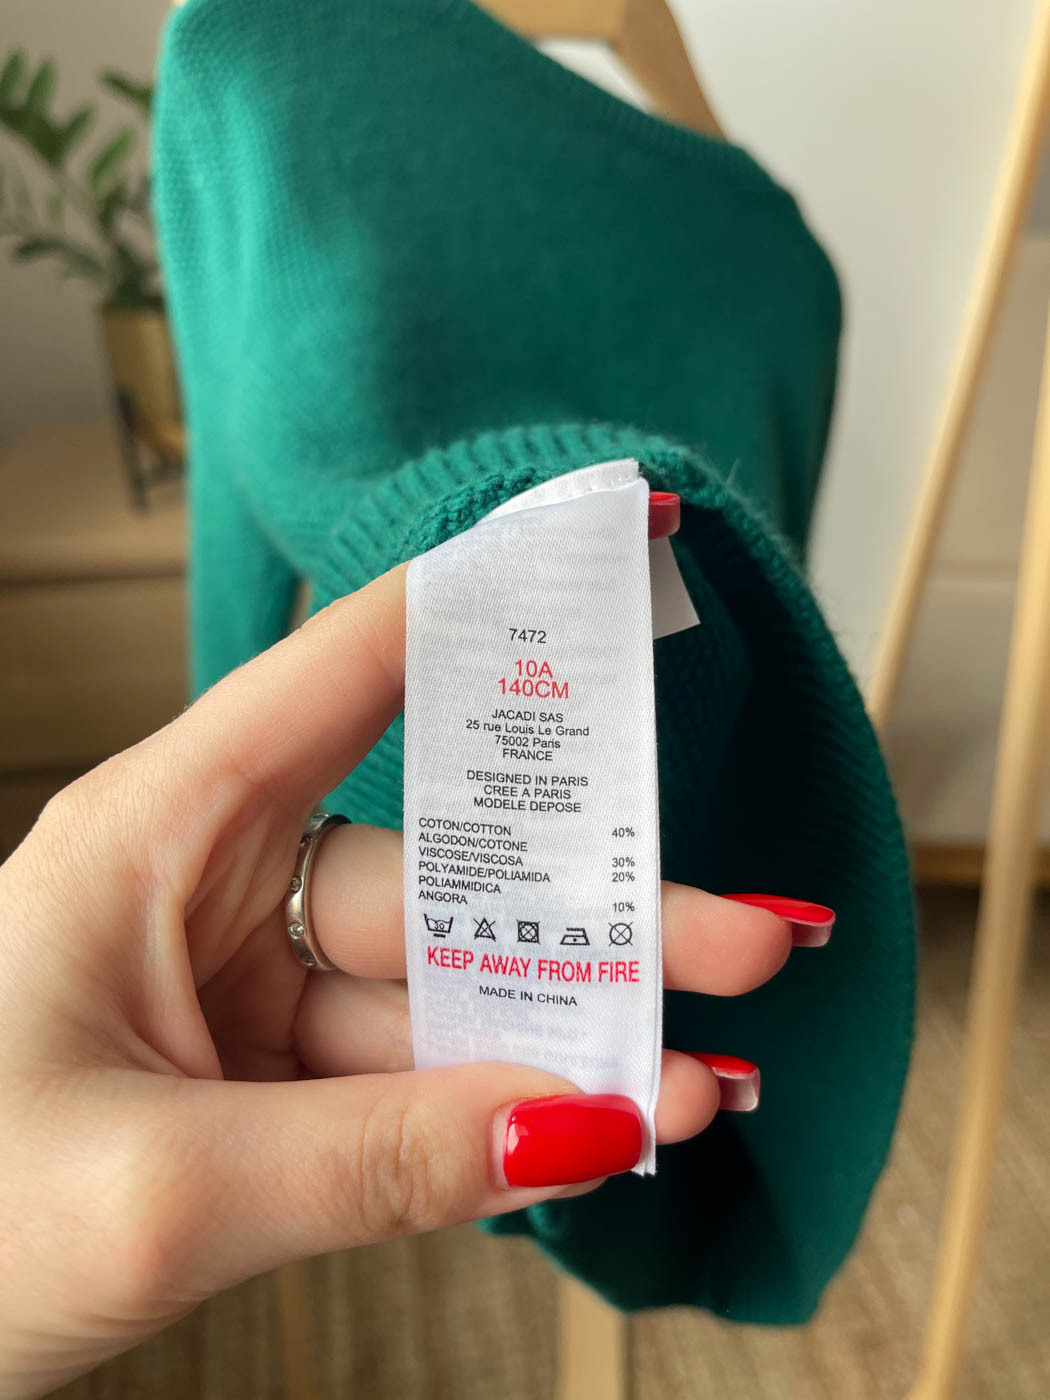 7472
10A
140CM
JACADI SAS
25 rue Louis Le Grand
75002 Paris
FRANCE
DESIGNED IN PARIS
CREE A PARIS
MODELE DEPOSE
COTON/COTTON 40%
ALGODON/COTONE
VISCOSE/VISCOSA 30%
POLYAMIDE/POLIAMIDA 20%
POLIAMMIDICA
ANGORA 10%
30
KEEP AWAY FROM FIRE
MADE IN CHINA